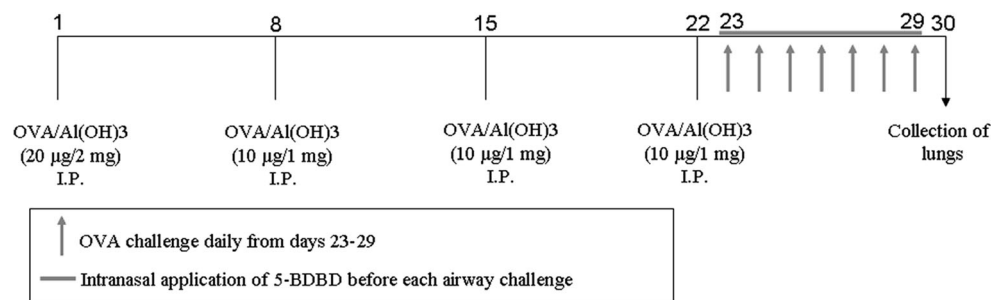 1
8
15
22
23
29
30
OVA/Al(OH)3
(20 µg/2 mg)
I.P.
OVA/Al(OH)3
(10 µg/1 mg)
I.P.
OVA/Al(OH)3
(10 µg/1 mg)
I.P.
OVA/Al(OH)3
(10 µg/1 mg)
I.P.
Collection of
lungs
OVA challenge daily from days 23-29
Intranasal application of 5-BDBD before each airway challenge